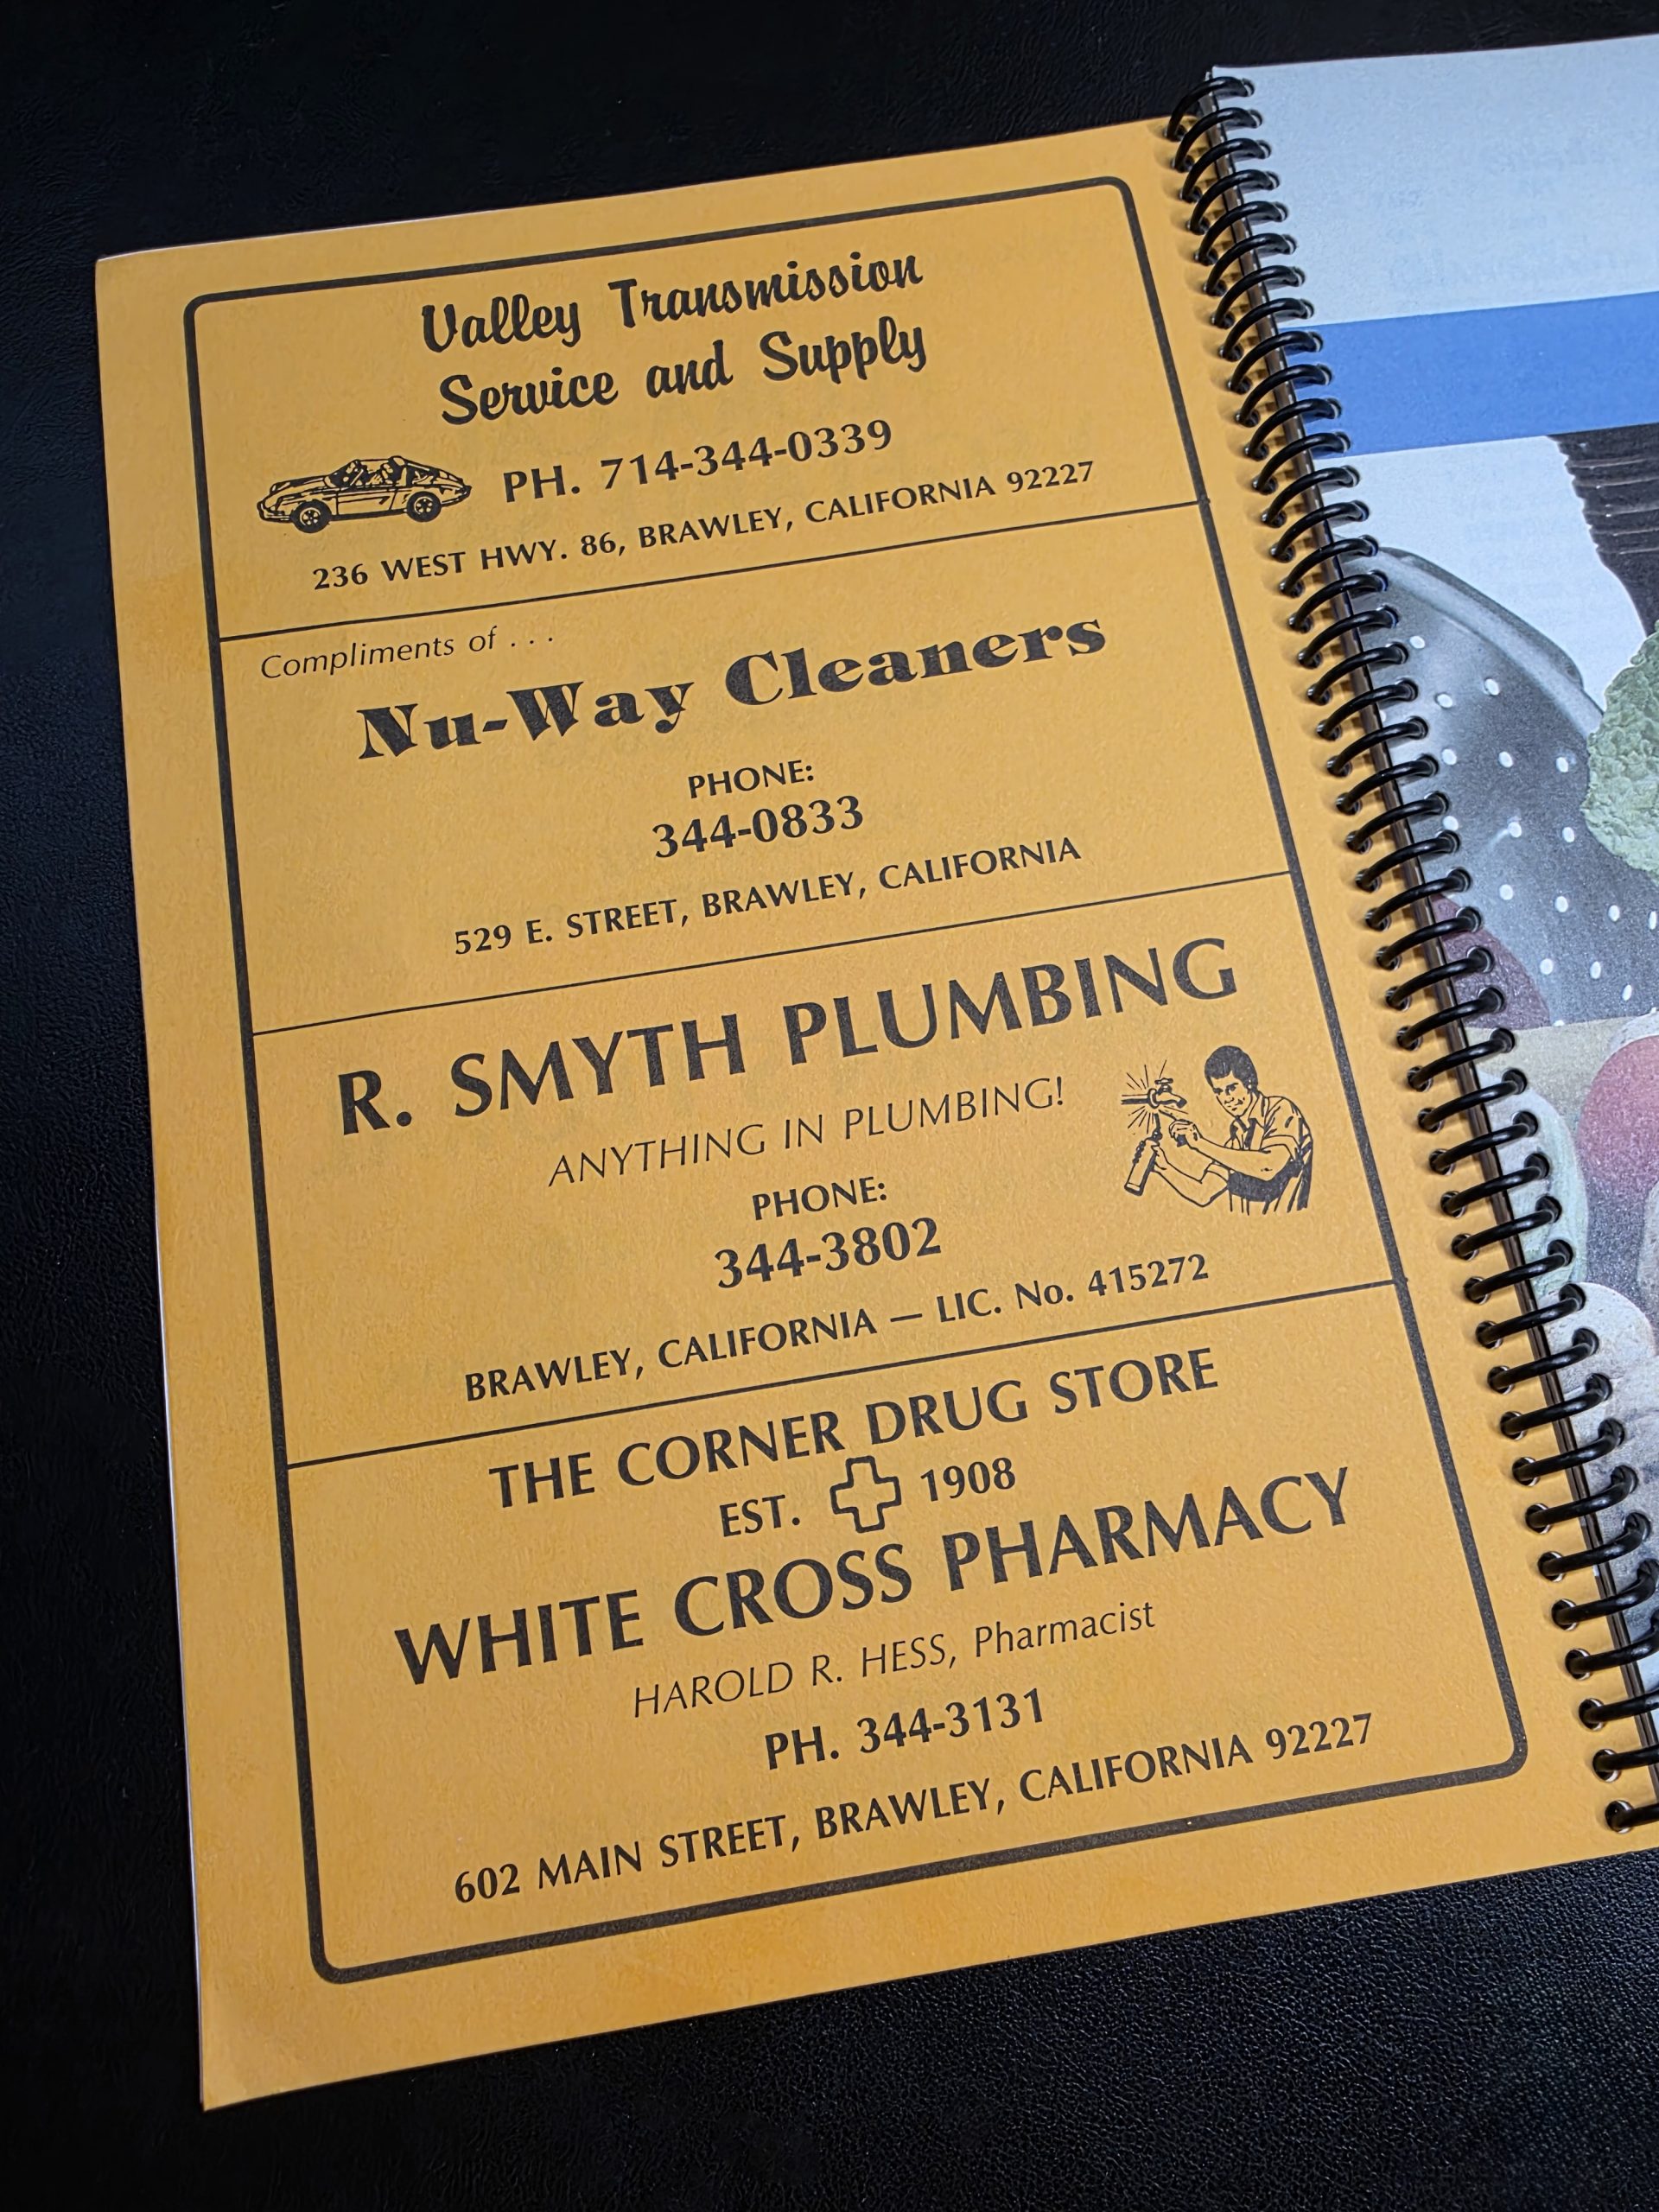 Valley Transmission
Service and Supply
PH. 714-344-0339
236 WEST HWY. 86, BRAWLEY, CALIFORNIA 92227
Compliments of . . .
Nu-Way Cleaners
PHONE:
344-0833
529 E. STREET, BRAWLEY, CALIFORNIA
R. SMYTH PLUMBING
ANYTHING IN PLUMBING!
PHONE:
344-3802
BRAWLEY, CALIFORNIA — LIC. No. 415272
THE CORNER DRUG STORE
EST. 1908
WHITE CROSS PHARMACY
HAROLD R. HESS, Pharmacist
PH. 344-3131
602 MAIN STREET, BRAWLEY, CALIFORNIA 92227